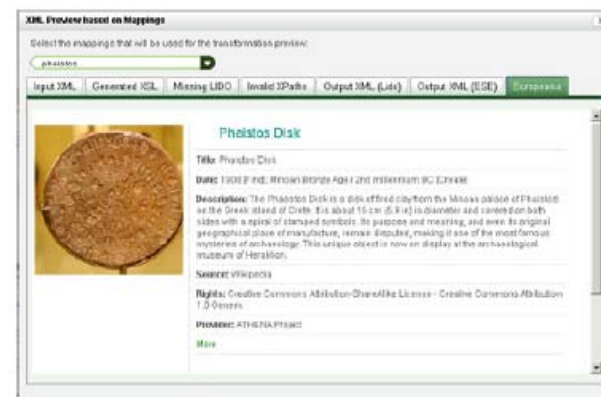 XML Preview based on Mappings
Select the mappings that will be used for the transformation preview:
phaistos
Input XML Generated XSL Missing LIDO Invalid XPaths Output XML (Lido) Output XML (ESE) Europeana
Phaistos Disk
Title: Phaistos Disk
Date: 1908 (Find), Minoan Bronze Age / 2nd millennium BC (Create)
Description: The Phaistos Disk is a disk of fired clay from the Minoan palace of Phaistos
on the Greek island of Crete. It is about 15 cm (5.9 in) in diameter and covered on both
sides with a spiral of stamped symbols. Its purpose and meaning, and even its original
geographical place of manufacture, remain disputed, making it one of the most famous
mysteries of archaeology. This unique object is now on display at the archaeological
museum of Heraklion.
Source: Wikipedia
Rights: Creative Commons Attribution-ShareAlike License - Creative Commons Attribution
1.0 Generic
Provider: ATHENA Project
More